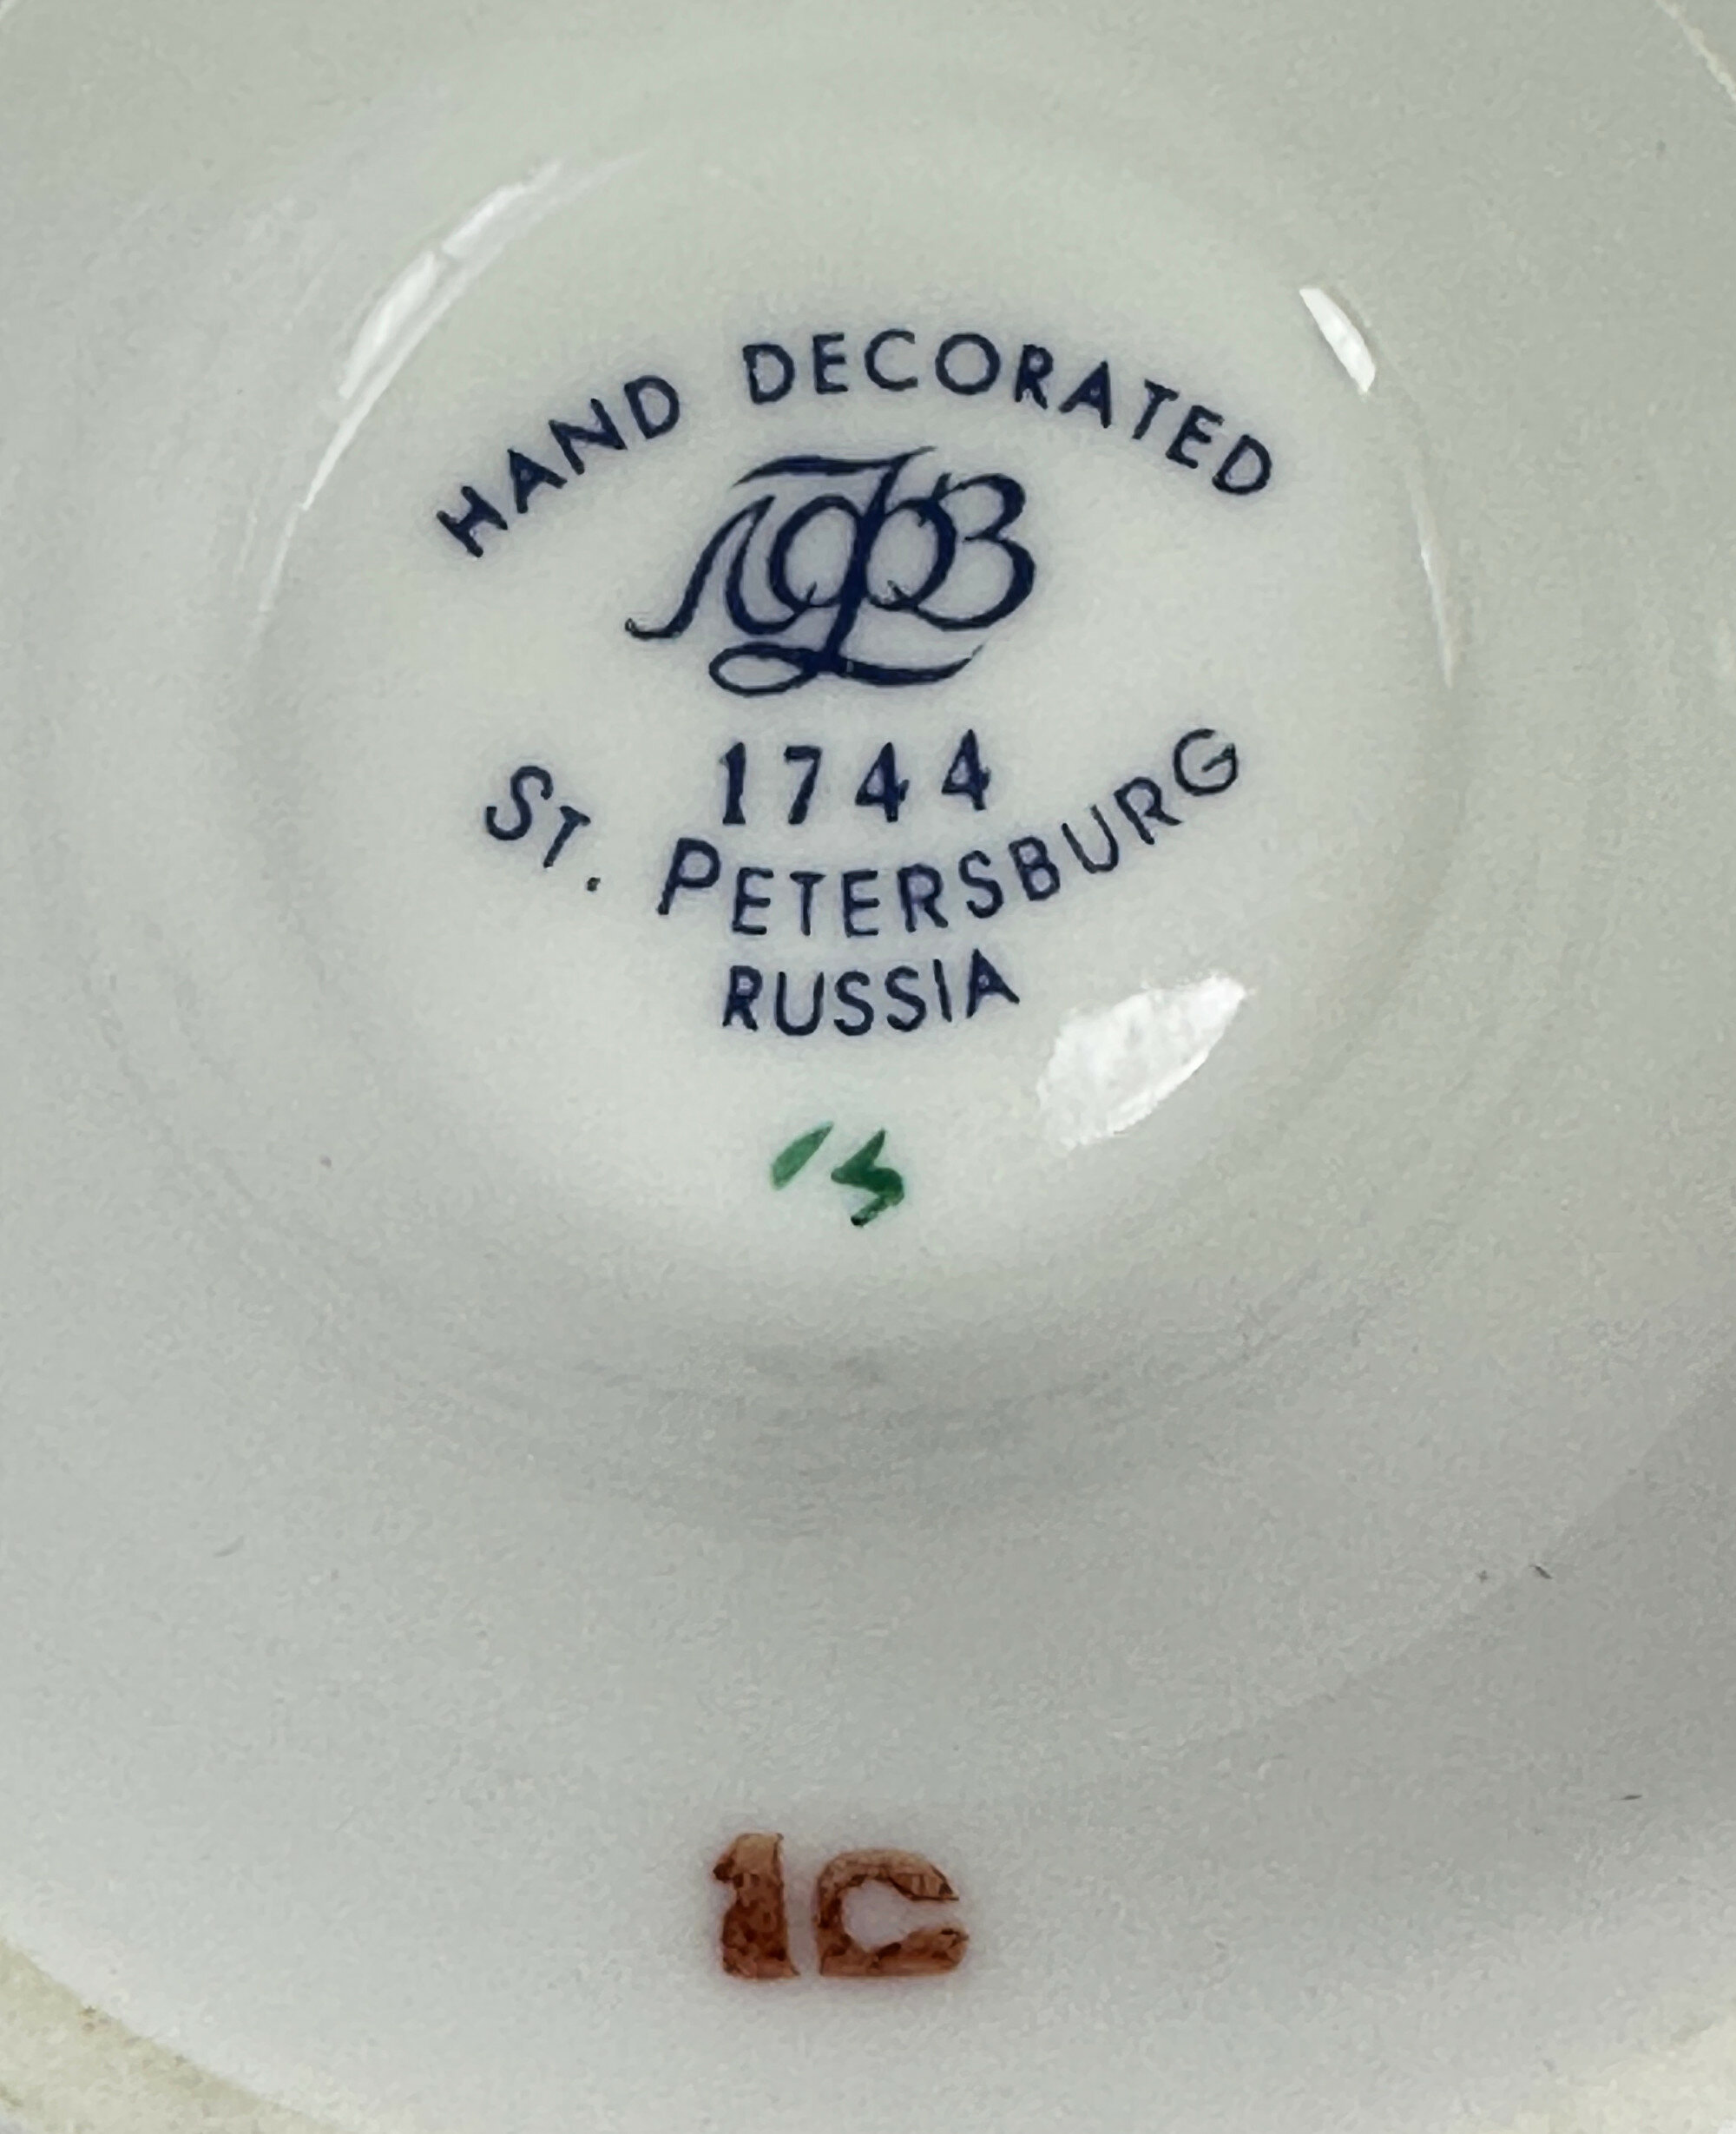 HAND DECORATED
ЛФЗ
1744
ST. PETERSBURG
RUSSIA
1C